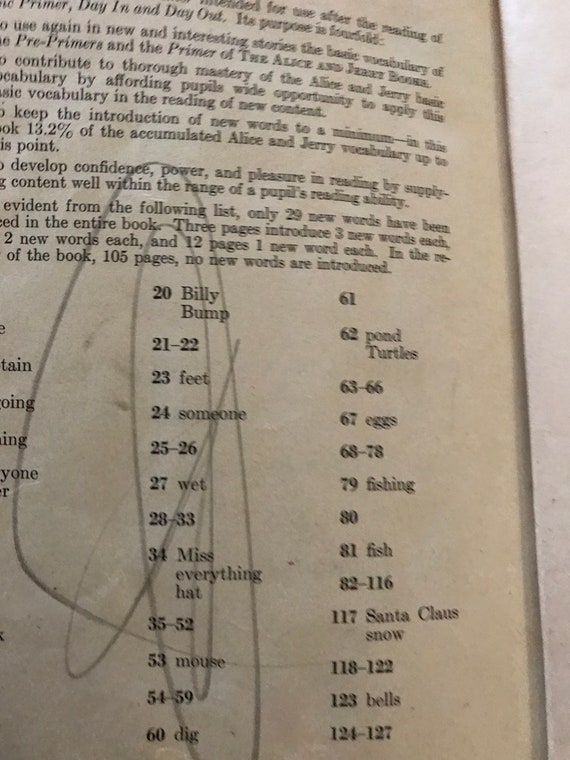 ic Primer, Day In and Day Out. Its purpose is fourfold:
intended for use after the reading of
o use again in new and interesting stories the basic vocabulary of
e Pre-Primers and the Primer of THE ALICE AND JERRY BOOKS.
o contribute to thorough mastery of the Alice and Jerry basic
ocabulary by affording pupils wide opportunity to apply this
asic vocabulary in the reading of new content.
o keep the introduction of new words to a minimum—in this
ook 13.2% of the accumulated Alice and Jerry vocabulary up to
is point.
o develop confidence, power, and pleasure in reading by supply-
g content well within the range of a pupil's reading ability.
evident from the following list, only 29 new words have been
ced in the entire book. Three pages introduce 3 new words each,
2 new words each, and 12 pages 1 new word each. In the re-
of the book, 105 pages, no new words are introduced.
e
tain
oing
ing
yone
r
k
20 Billy
Bump
21–22
23 feet
24 someone
25–26
27 wet
28–33
34 Miss
everything
hat
35–52
53 mouse
54–59
60 dig
61
62 pond
Turtles
63–66
67 eggs
68–78
79 fishing
80
81 fish
82–116
117 Santa Claus
snow
118–122
123 bells
124–127